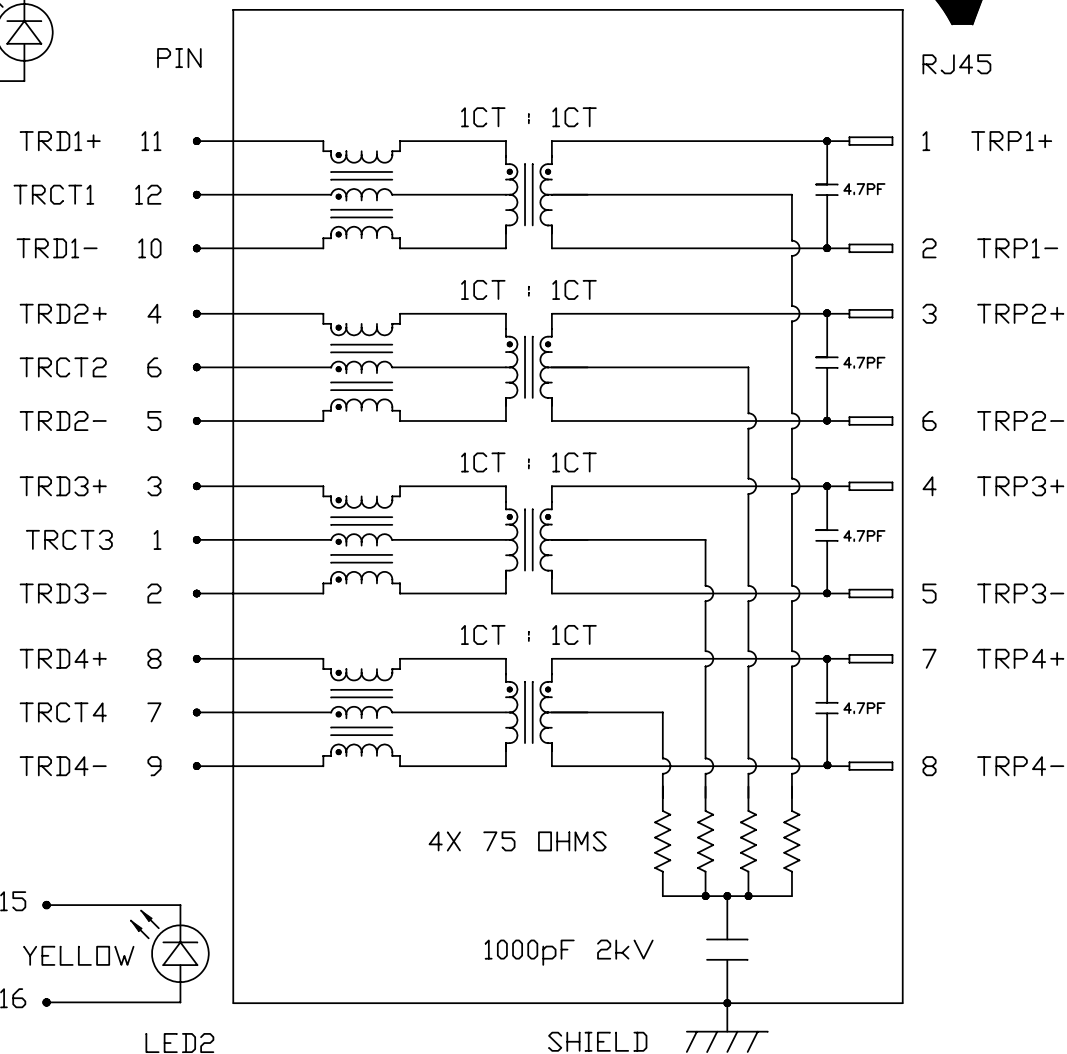 PIN
RJ45
1CT : 1CT
TRD1+ 11
1 TRP1+
TRCT1 12
4.7PF
TRD1- 10
2 TRP1-
1CT : 1CT
TRD2+ 4
3 TRP2+
TRCT2 6
4.7PF
TRD2- 5
6 TRP2-
1CT : 1CT
TRD3+ 3
4 TRP3+
TRCT3 1
4.7PF
TRD3- 2
5 TRP3-
1CT : 1CT
TRD4+ 8
7 TRP4+
TRCT4 7
4.7PF
TRD4- 9
8 TRP4-
4X 75 OHMS
15
YELLOW
1000pF 2kV
16
LED2
SHIELD